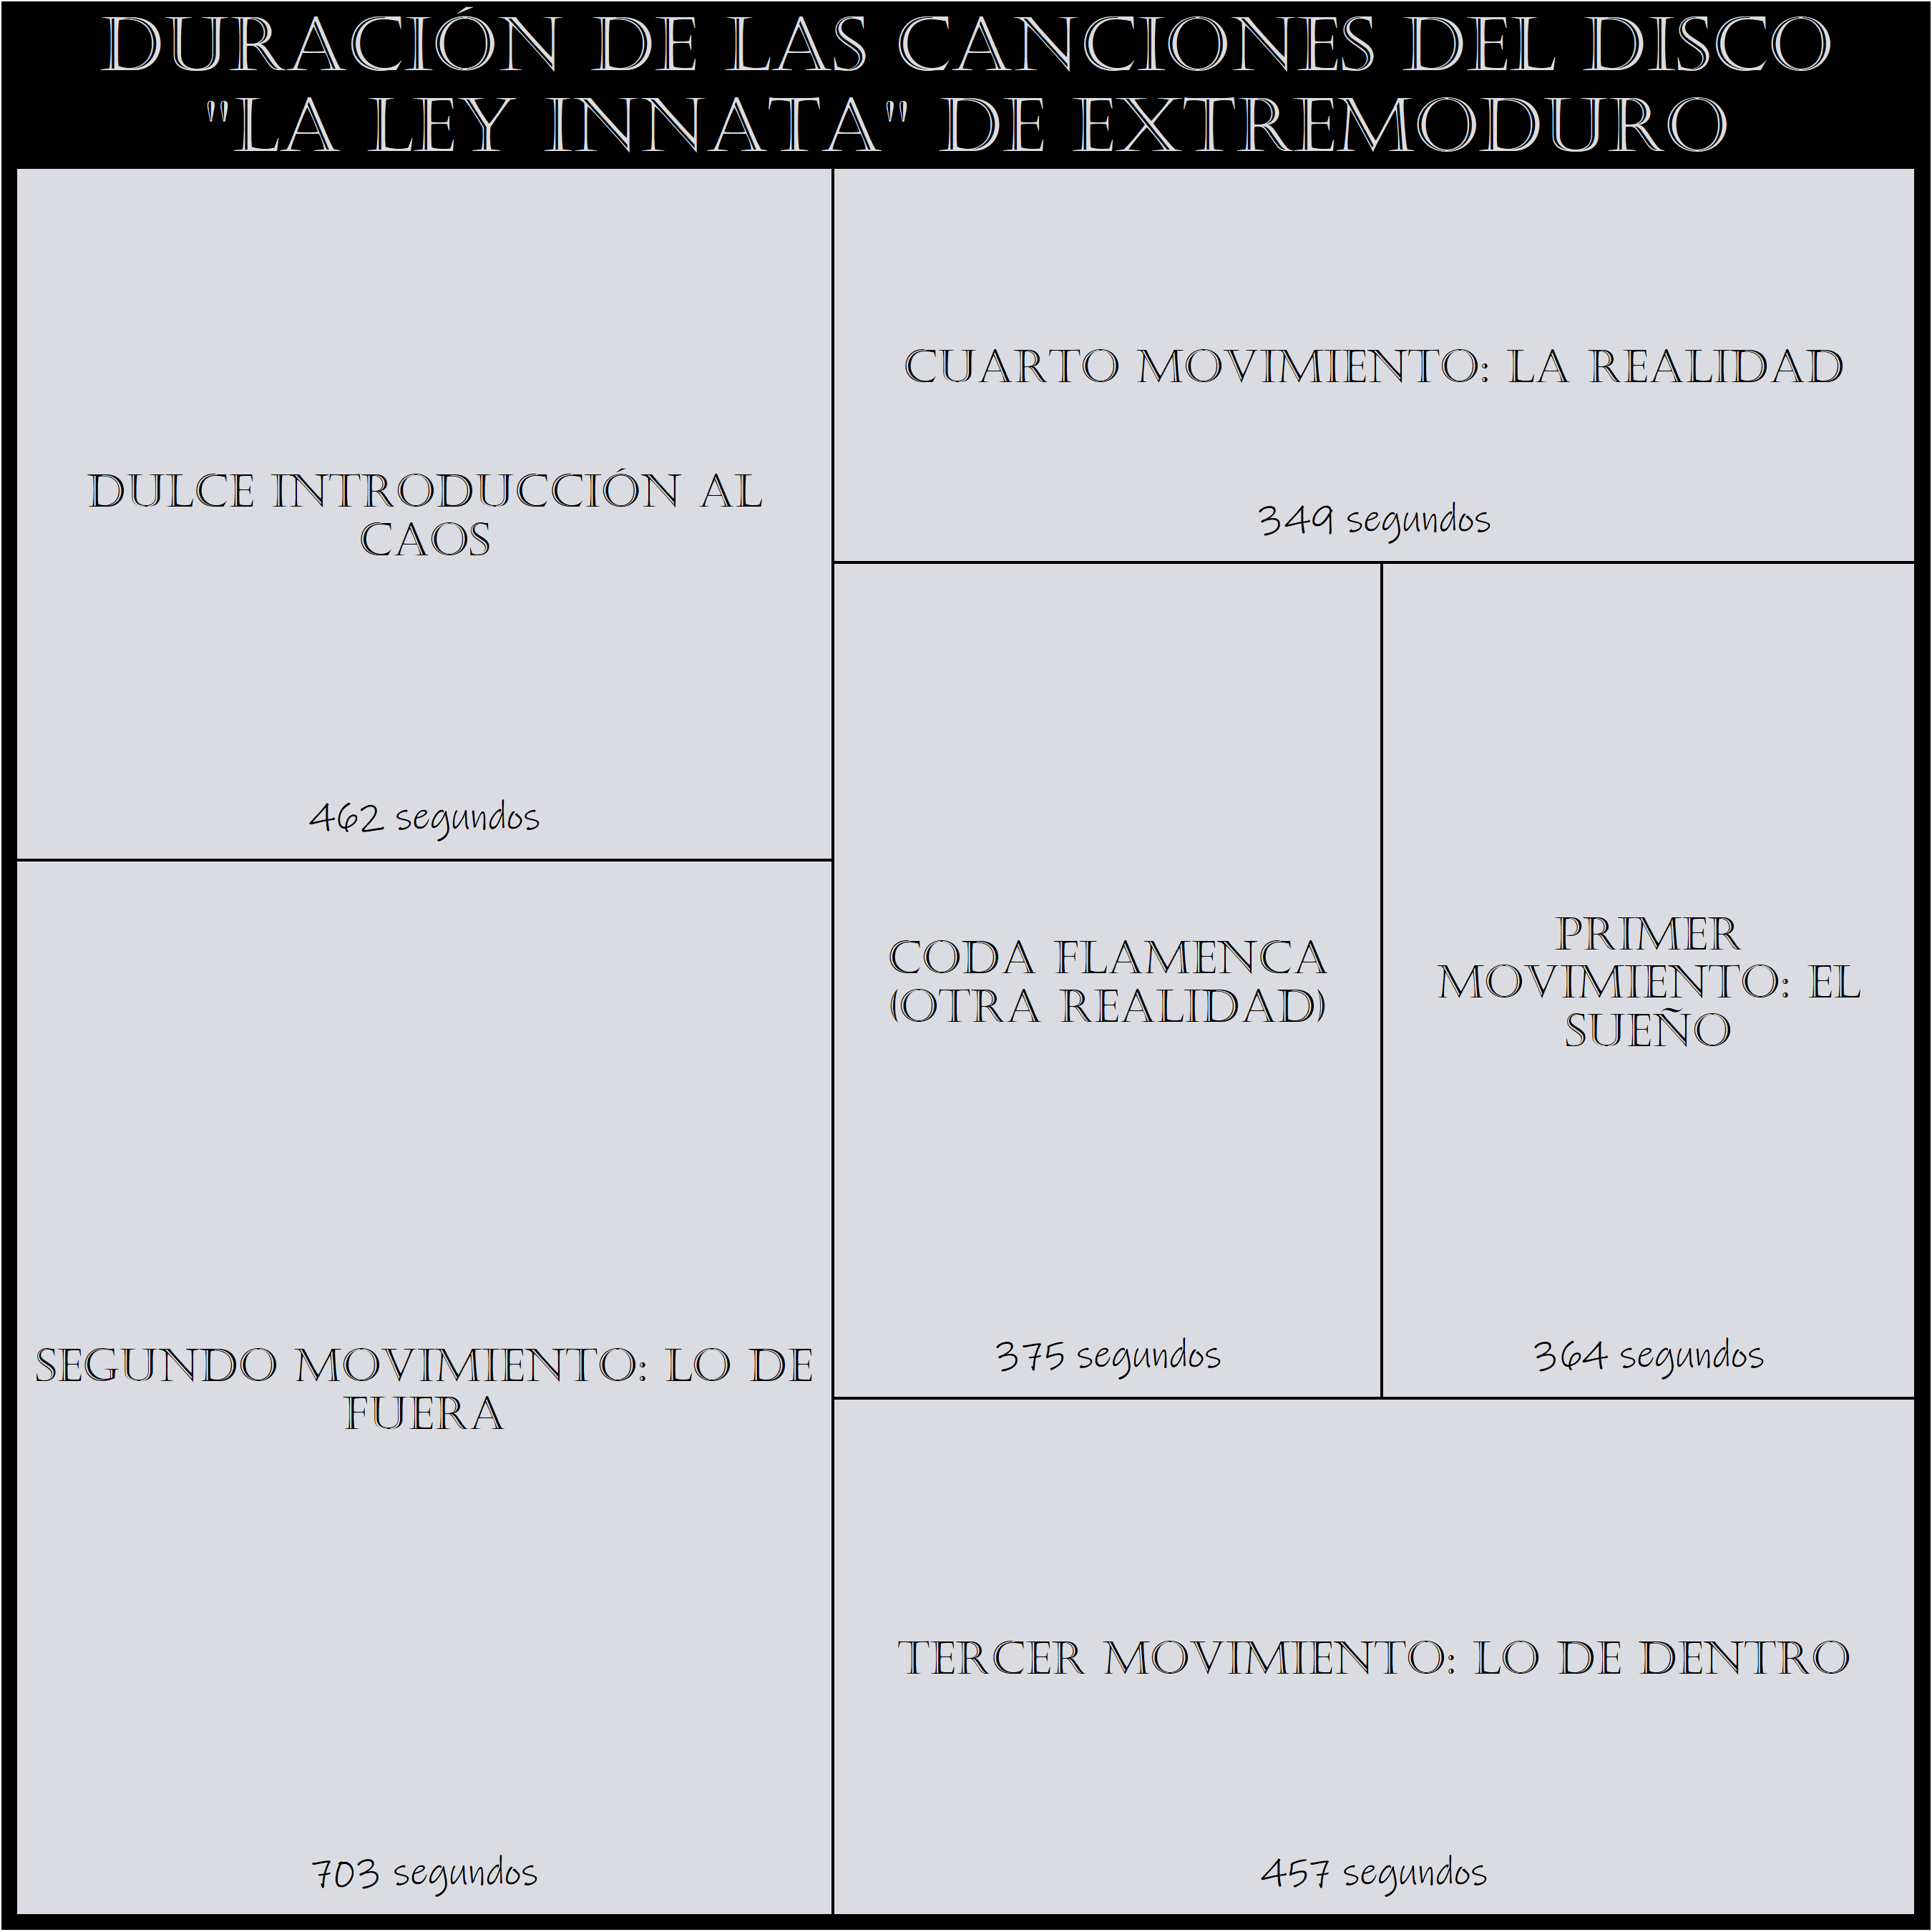 DURACIÓN DE LAS CANCIONES DEL DISCO
"LA LEY INNATA" DE EXTREMODURO
DULCE INTRODUCCIÓN AL
CAOS
462 segundos
SEGUNDO MOVIMIENTO: LO DE
FUERA
703 segundos
CUARTO MOVIMIENTO: LA REALIDAD
349 segundos
CODA FLAMENCA
(OTRA REALIDAD)
375 segundos
PRIMER
MOVIMIENTO: EL
SUEÑO
364 segundos
TERCER MOVIMIENTO: LO DE DENTRO
457 segundos